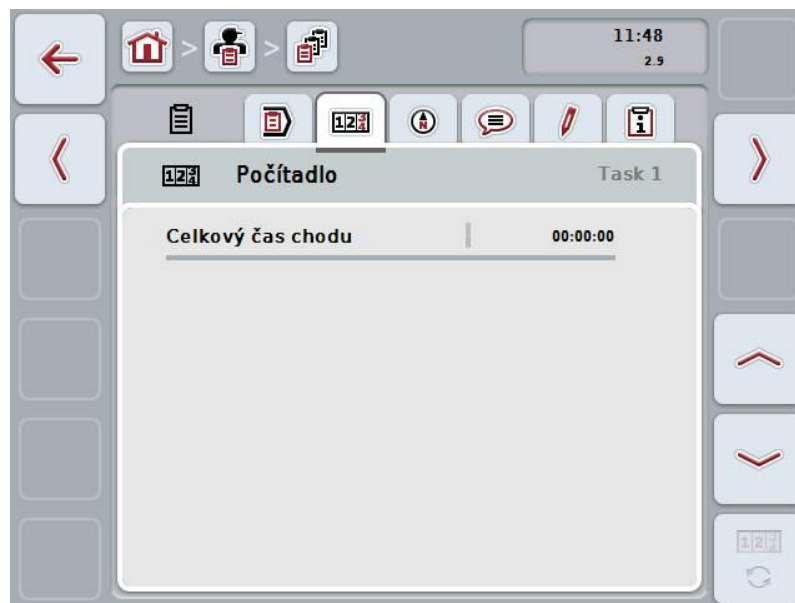 11:48
2.9
Počítadlo
Task 1
Celkový čas chodu
00:00:00